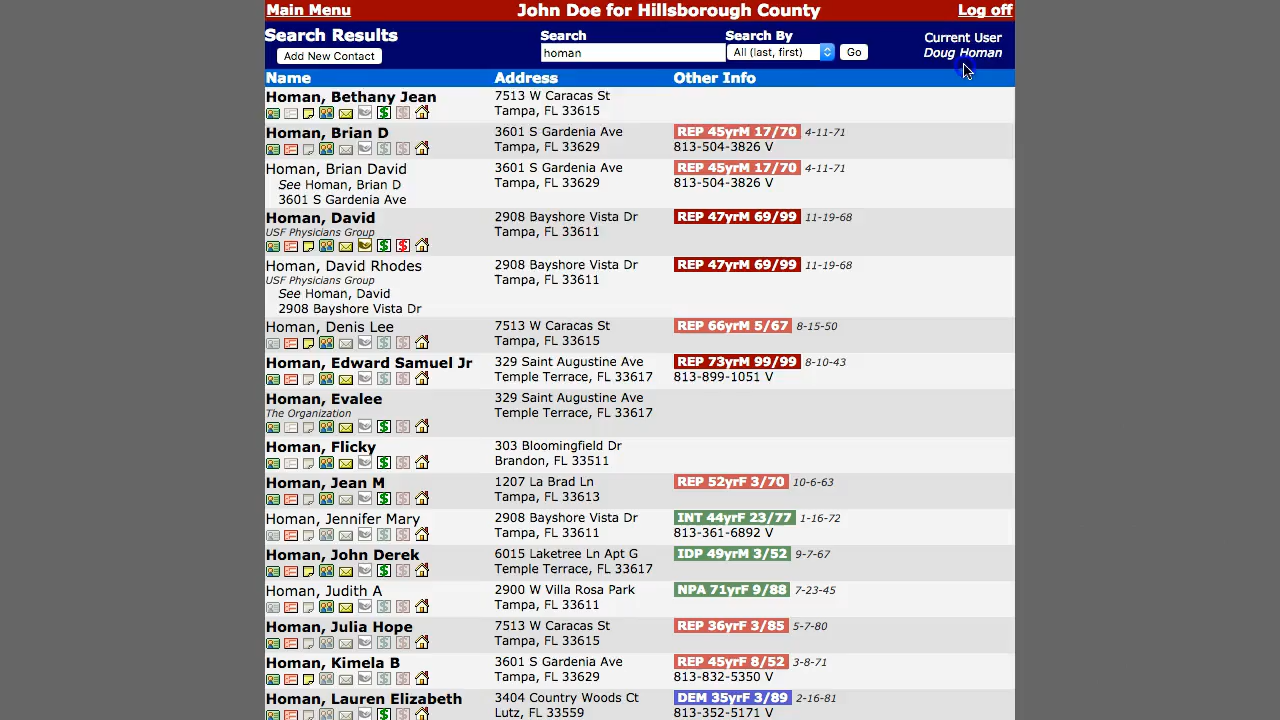 Main Menu John Doe for Hillsborough County Log off
Search Results Search Search By Current User
Add New Contact homan All (last, first) Go Doug Homan
Name Address Other Info
Homan, Bethany Jean 7513 W Caracas St
Tampa, FL 33615
Homan, Brian D 3601 S Gardenia Ave REP 45yrM 17/70 4-11-71
Tampa, FL 33629 813-504-3826 V
Homan, Brian David 3601 S Gardenia Ave REP 45yrM 17/70 4-11-71
See Homan, Brian D Tampa, FL 33629 813-504-3826 V
3601 S Gardenia Ave
Homan, David 2908 Bayshore Vista Dr REP 47yrM 69/99 11-19-68
USF Physicians Group Tampa, FL 33611
Homan, David Rhodes 2908 Bayshore Vista Dr REP 47yrM 69/99 11-19-68
USF Physicians Group Tampa, FL 33611
See Homan, David
2908 Bayshore Vista Dr
Homan, Denis Lee 7513 W Caracas St REP 66yrM 5/67 8-15-50
Tampa, FL 33615
Homan, Edward Samuel Jr 329 Saint Augustine Ave REP 73yrM 99/99 8-10-43
Temple Terrace, FL 33617 813-899-1051 V
Homan, Evalee 329 Saint Augustine Ave
The Organization Temple Terrace, FL 33617
Homan, Flicky 303 Bloomingfield Dr
Brandon, FL 33511
Homan, Jean M 1207 La Brad Ln REP 52yrF 3/70 10-6-63
Tampa, FL 33613
Homan, Jennifer Mary 2908 Bayshore Vista Dr INT 44yrF 23/77 1-16-72
Tampa, FL 33611 813-361-6892 V
Homan, John Derek 6015 Laketree Ln Apt G IDP 49yrM 3/52 9-7-67
Temple Terrace, FL 33617
Homan, Judith A 2900 W Villa Rosa Park NPA 71yrF 9/88 7-23-45
Tampa, FL 33611
Homan, Julia Hope 7513 W Caracas St REP 36yrF 3/85 5-7-80
Tampa, FL 33615
Homan, Kimela B 3601 S Gardenia Ave REP 45yrF 8/52 3-8-71
Tampa, FL 33629 813-832-5350 V
Homan, Lauren Elizabeth 3404 Country Woods Ct DEM 35yrF 3/89 2-16-81
Lutz, FL 33559 813-352-5171 V